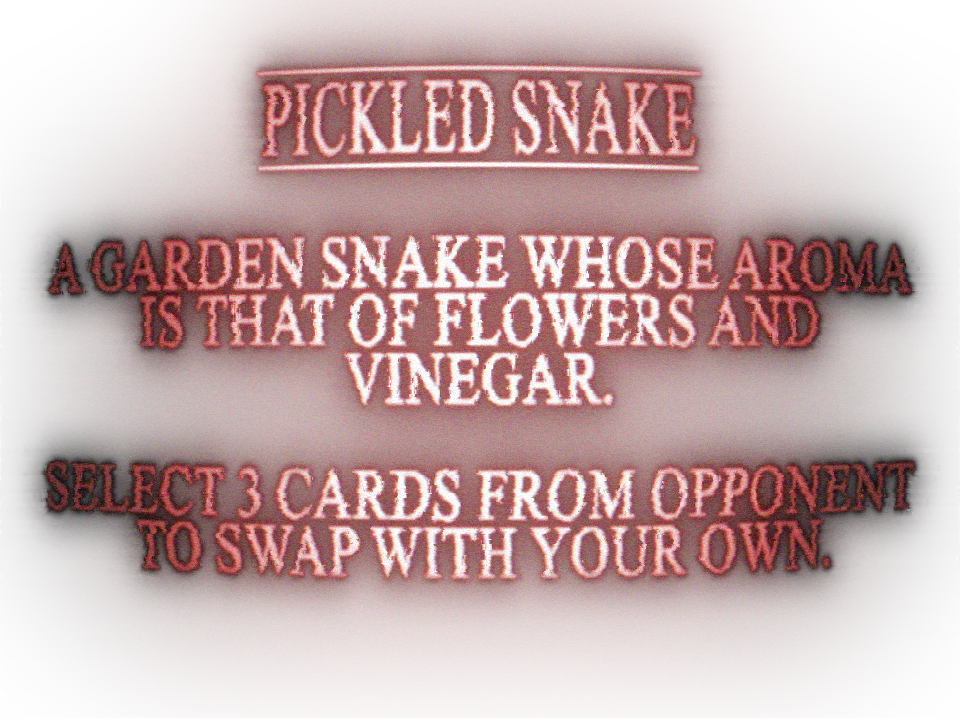 PICKLED SNAKE
A GARDEN SNAKE WHOSE AROMA
IS THAT OF FLOWERS AND
VINEGAR.
SELECT 3 CARDS FROM OPPONENT
TO SWAP WITH YOUR OWN.